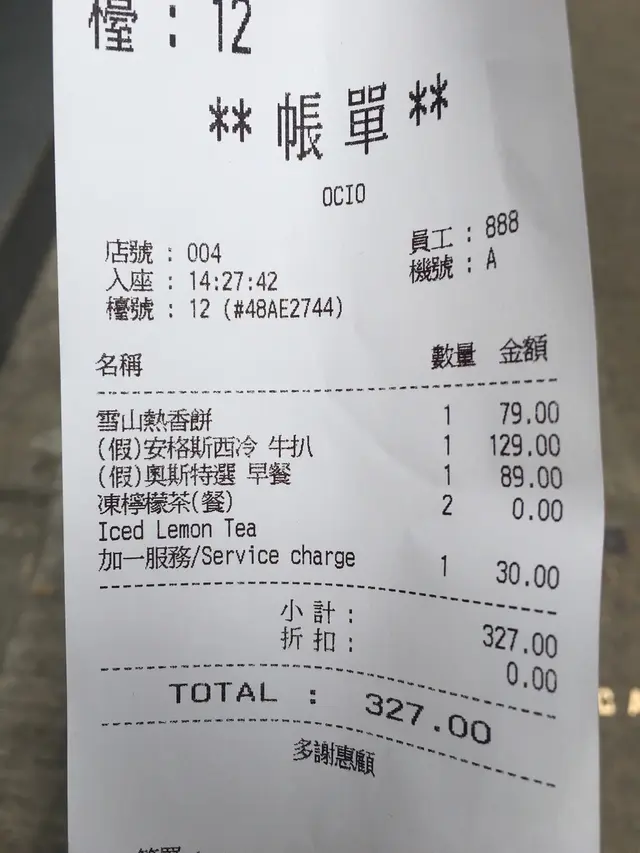 檯 : 12
** 帳單 **
OCIO
店號 : 004 員工 : 888
入座 : 14:27:42 機號 : A
檯號 : 12 (#48AE2744)
名稱 數量 金額
雪山熱香餅 1 79.00
(假)安格斯西冷 牛扒 1 129.00
(假)奧斯特選 早餐 1 89.00
凍檸檬茶(餐) 2 0.00
Iced Lemon Tea
加一服務/Service charge 1 30.00
小計 : 327.00
折扣 : 0.00
TOTAL : 327.00
多謝惠顧